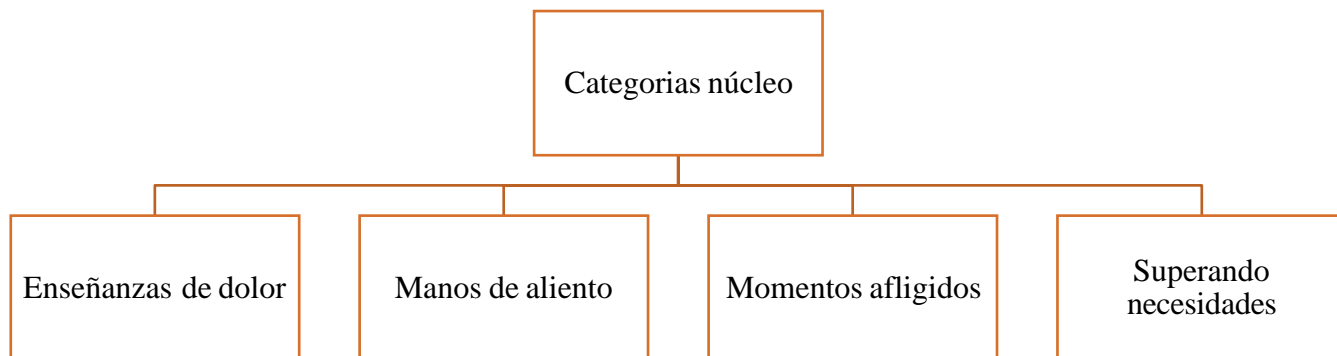 Categorias núcleo
Enseñanzas de dolor
Manos de aliento
Momentos afligidos
Superando
necesidades